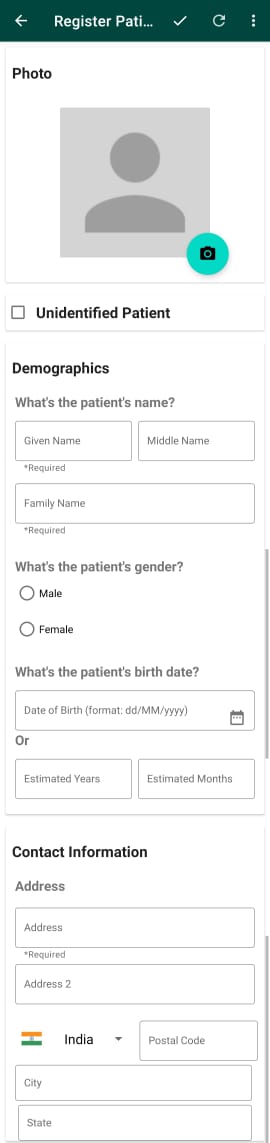 Register Pati...
Photo
Unidentified Patient
Demographics
What's the patient's name?
Given Name
Middle Name
*Required
Family Name
*Required
What's the patient's gender?
Male
Female
What's the patient's birth date?
Date of Birth (format: dd/MM/yyyy)
Or
Estimated Years
Estimated Months
Contact Information
Address
Address
*Required
Address 2
India
Postal Code
City
State